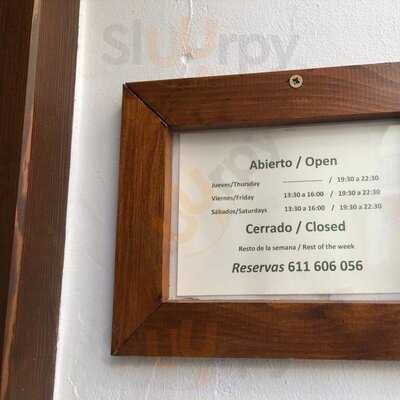 Sluurpy
Abierto / Open
Jueves/Thursday ———— / 19:30 a 22:30
Viernes/Friday 13:30 a 16:00 / 19:30 a 22:30
Sábados/Saturdays 13:30 a 16:00 / 19:30 a 22:30
Cerrado / Closed
Resto de la semana / Rest of the week
Reservas 611 606 056